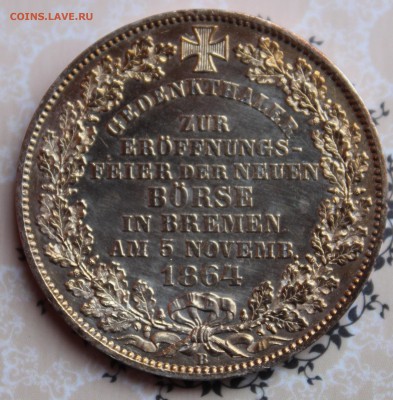 COINS.LAVE.RU
GEDENKTHALER
ZUR
ERÖFFNUNGS-
FEIER DER NEUEN
BÖRSE
IN BREMEN
AM 5 NOVEMB.
1864
B